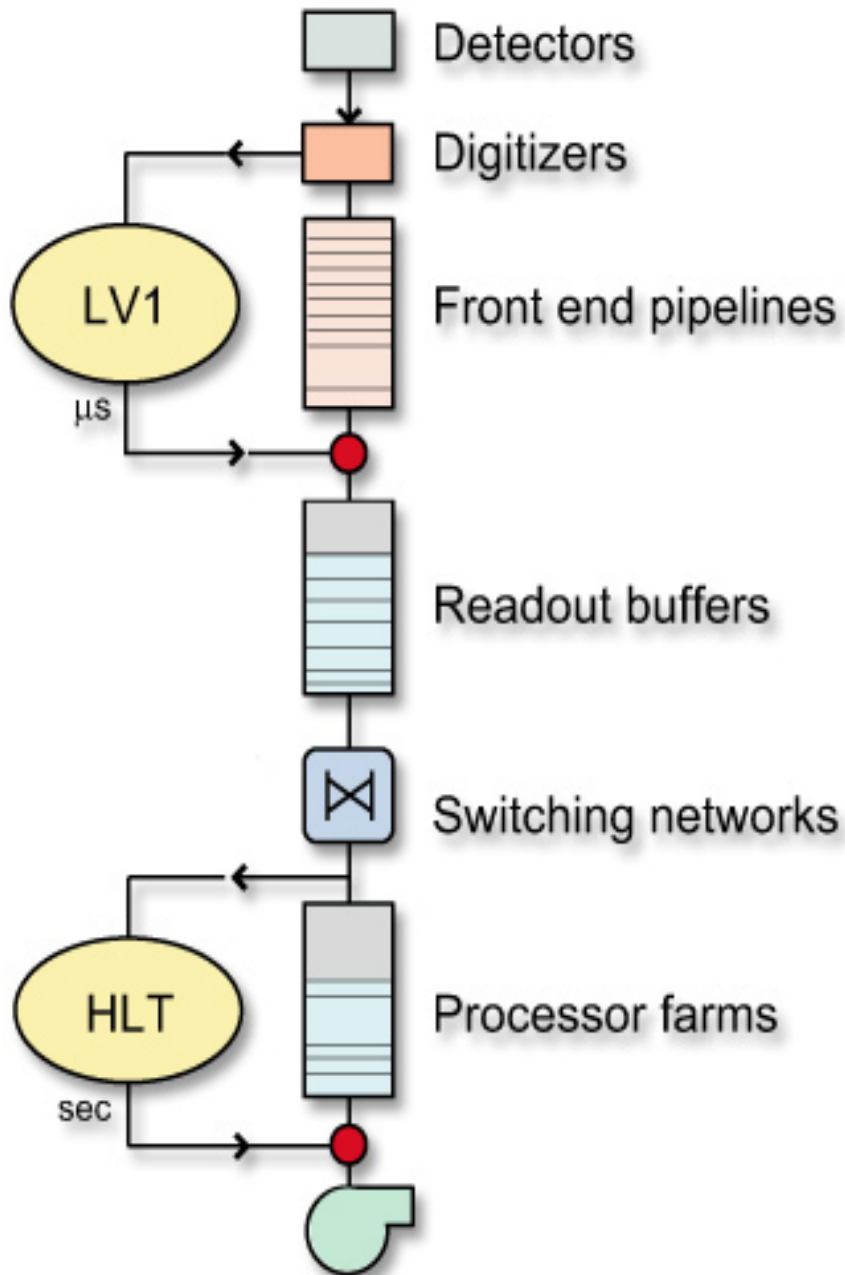 Detectors
Digitizers
LV1
Front end pipelines
µs
Readout buffers
Switching networks
HLT
Processor farms
sec